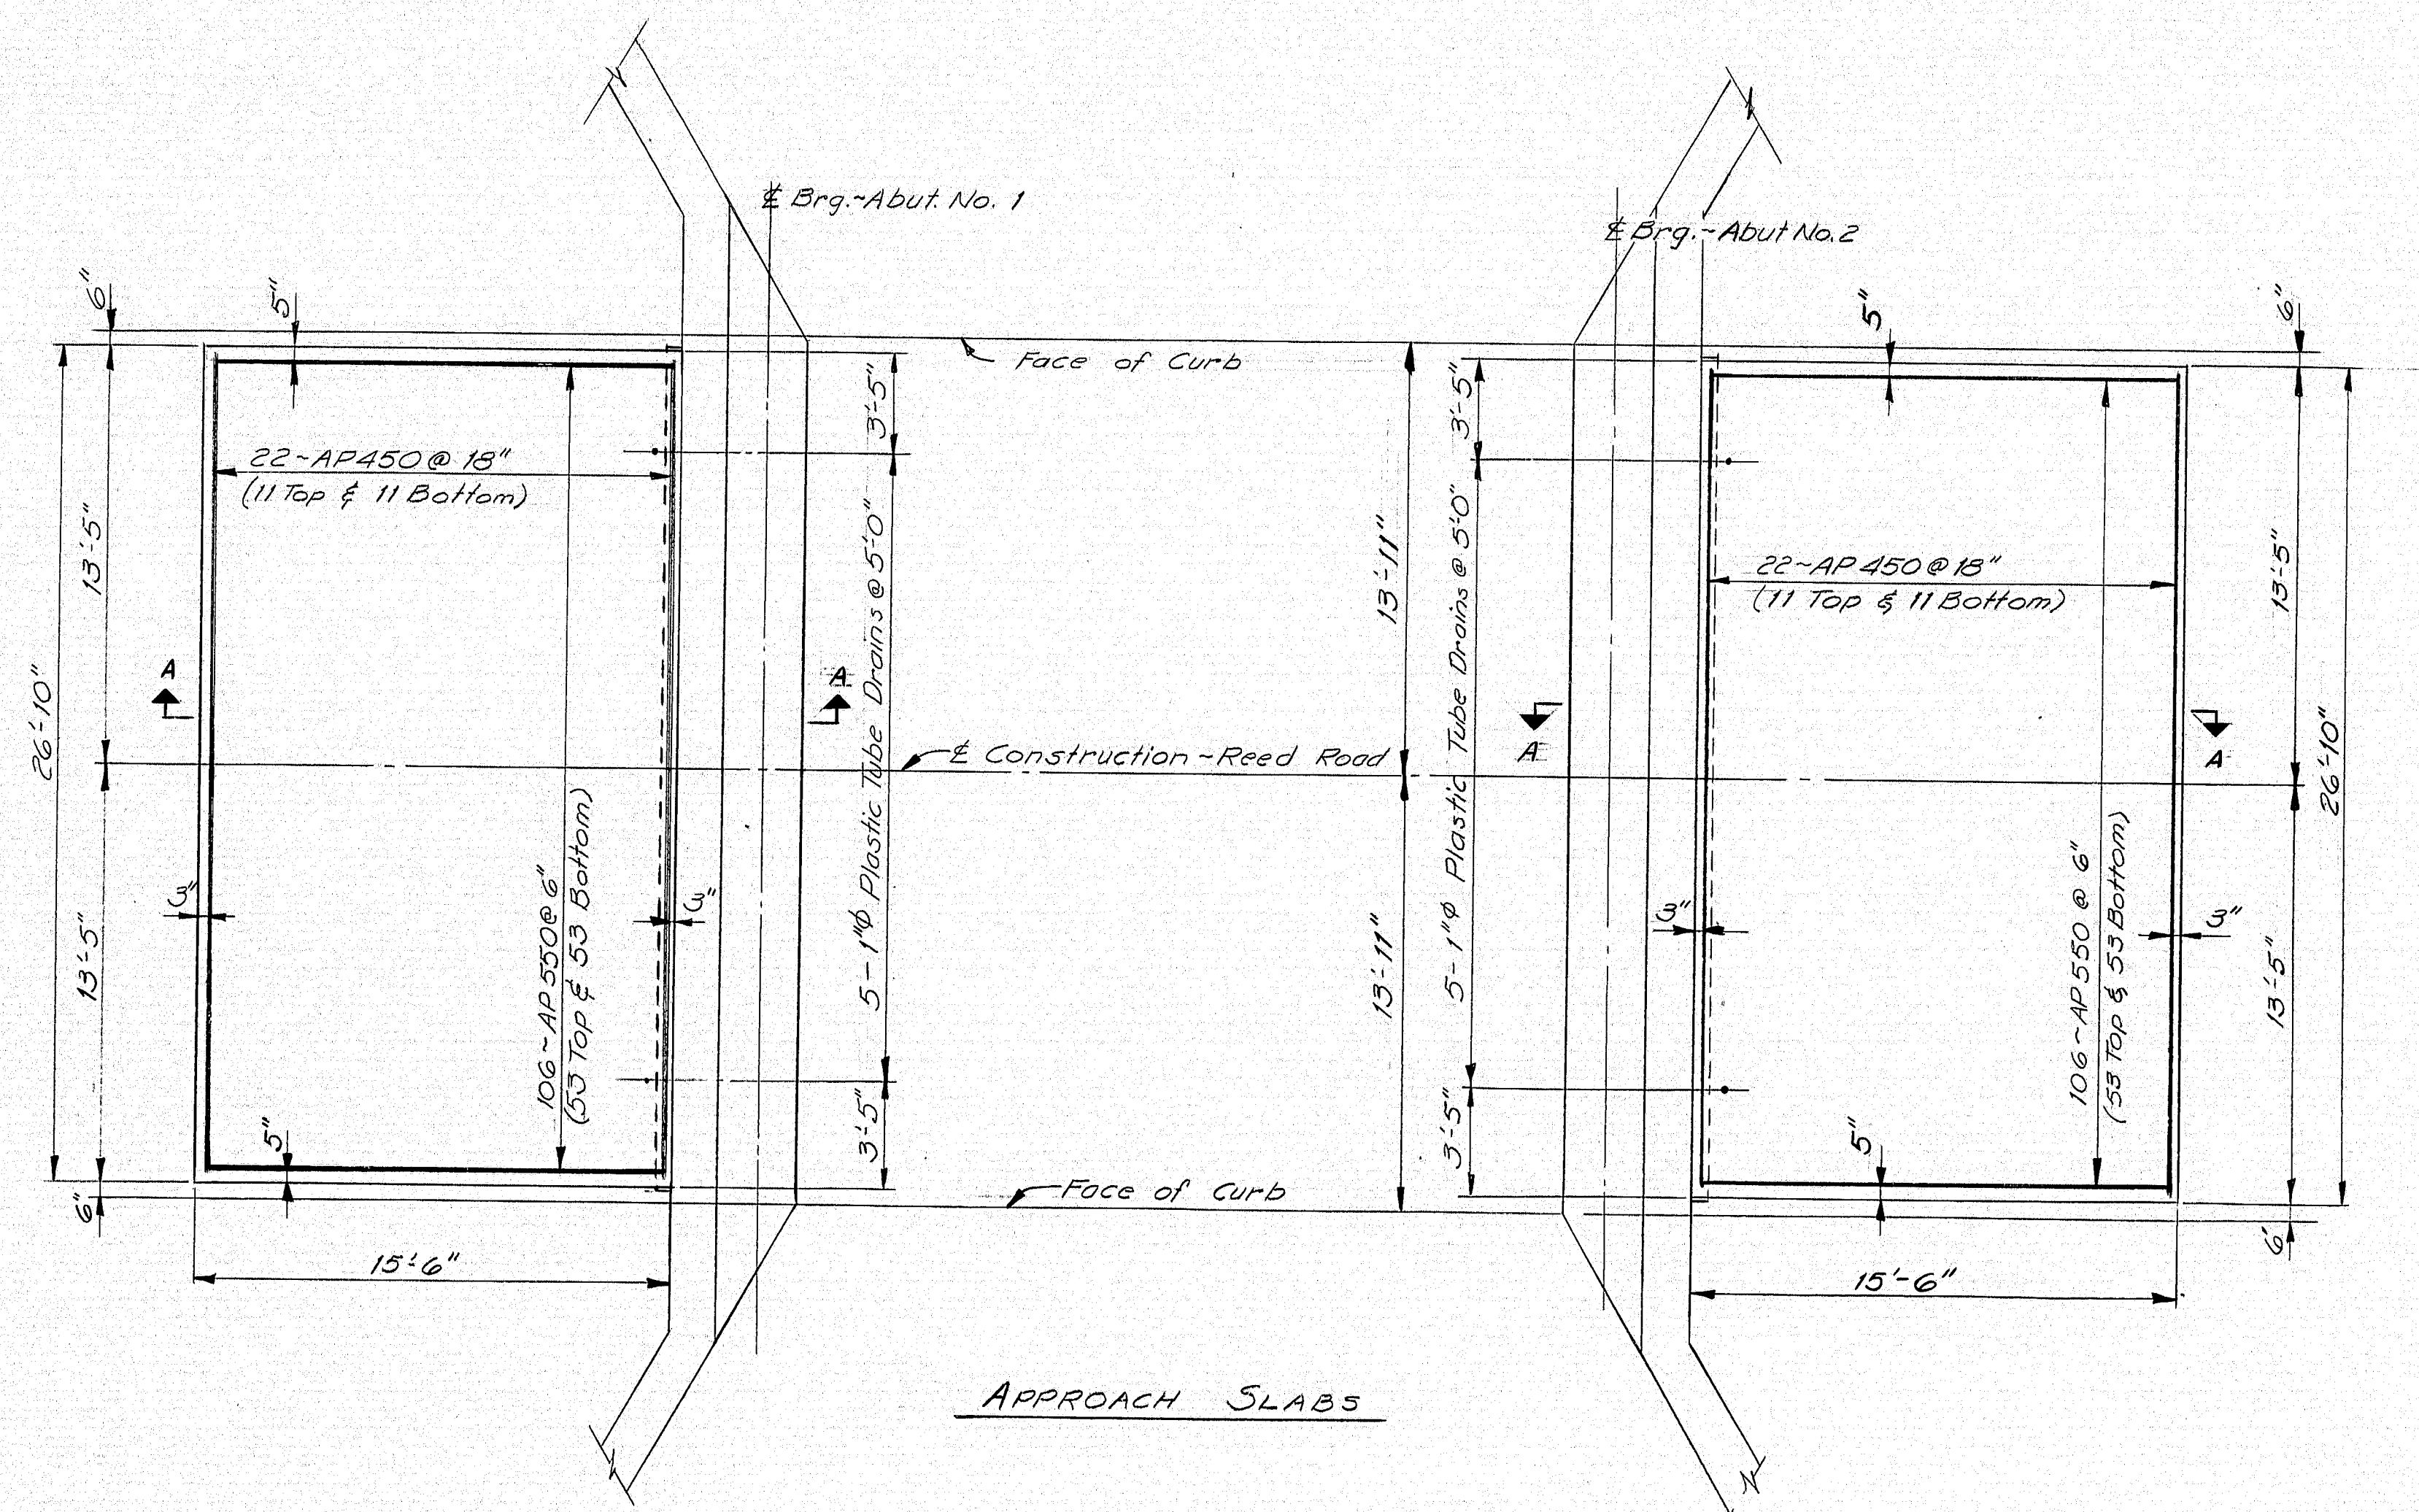 ℄ Brg.~Abut. No. 1
℄ Brg.~Abut No. 2
6"
5"
5"
6"
Face of Curb
3'-5"
3'-5"
22~AP450 @ 18"
(11 Top & 11 Bottom)
22~AP450 @ 18"
(11 Top & 11 Bottom)
13'-5"
13'-11"
13'-5"
26'-10"
A
A
A
A
26'-10"
℄ Construction~Reed Road
5-1"Ø Plastic Tube Drains @ 5'-0"
5-1"Ø Plastic Tube Drains @ 5'-0"
106~AP550 @ 6"
(53 Top & 53 Bottom)
106~AP550 @ 6"
(53 Top & 53 Bottom)
3"
3"
3"
3"
13'-5"
13'-11"
13'-5"
5"
3'-5"
3'-5"
5"
6"
Face of Curb
6'
15'-6"
15'-6"
APPROACH SLABS